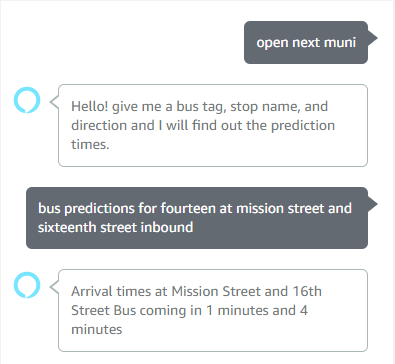 open next muni
Hello! give me a bus tag, stop name, and
direction and I will find out the prediction
times.
bus predictions for fourteen at mission street and
sixteenth street inbound
Arrival times at Mission Street and 16th
Street Bus coming in 1 minutes and 4
minutes